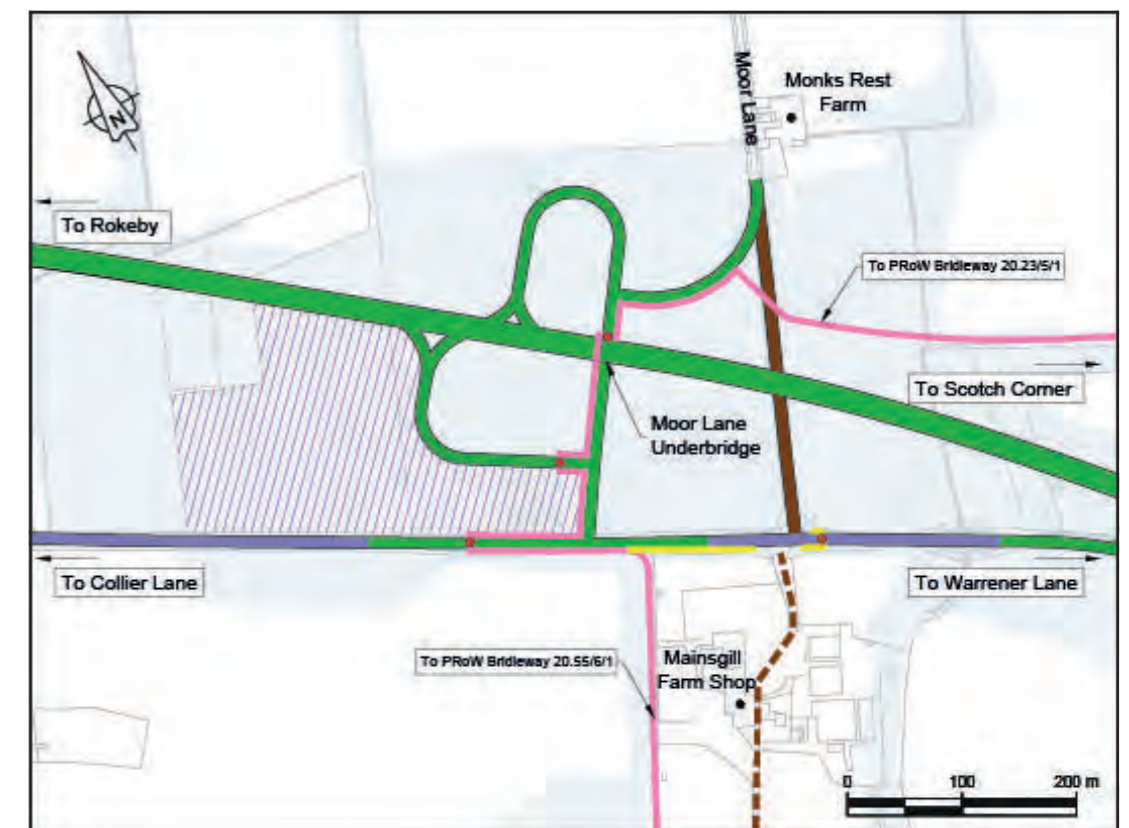 Moor Lane
Monks Rest
Farm
N
To Rokeby
To PRoW Bridleway 20.23/5/1
To Scotch Corner
Moor Lane
Underbridge
To Collier Lane
To Warrener Lane
To PRoW Bridleway 20.55/6/1
Mainsgill
Farm Shop
0 100 200 m